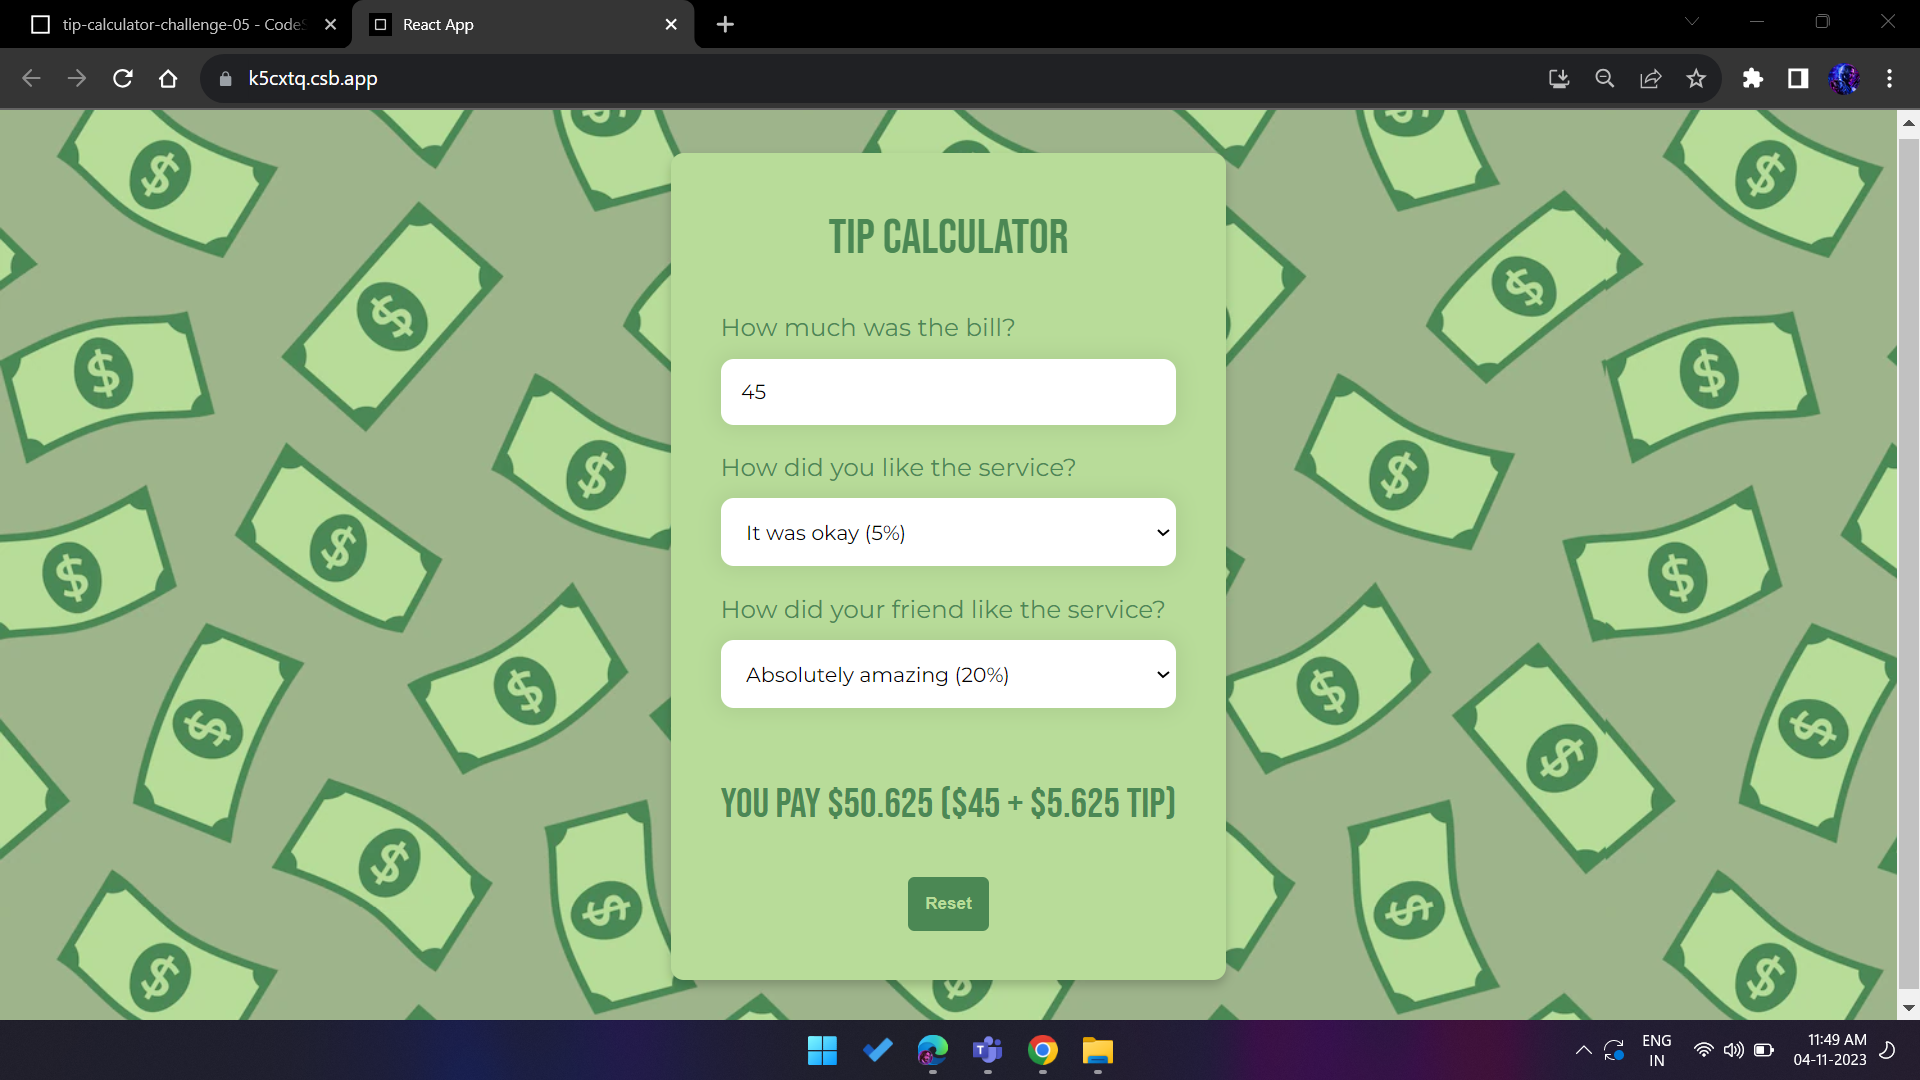 tip-calculator-challenge-05 - Code
React App
k5cxtq.csb.app
TIP CALCULATOR
How much was the bill?
45
How did you like the service?
It was okay (5%)
How did your friend like the service?
Absolutely amazing (20%)
YOU PAY $50.625 ($45 + $5.625 TIP)
Reset
ENG
IN
11:49 AM
04-11-2023